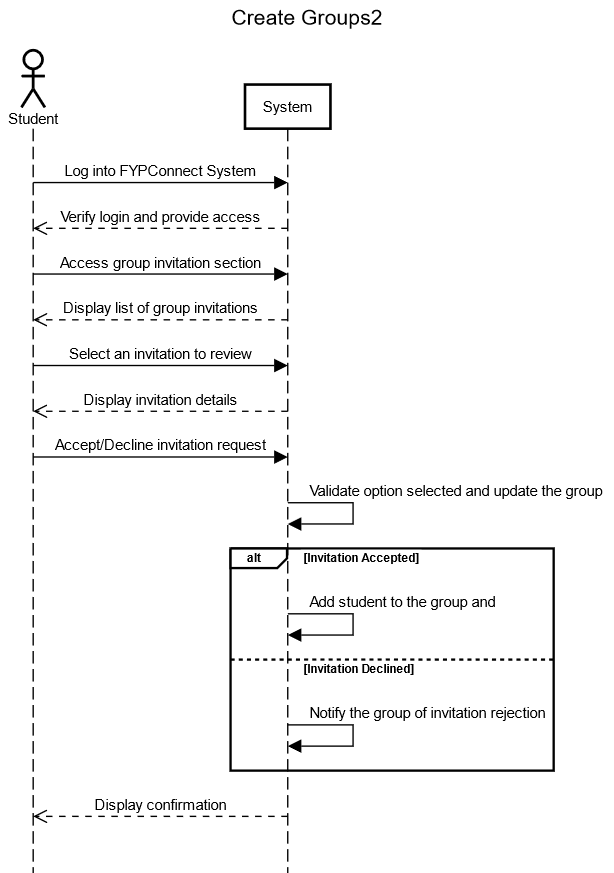 Create Groups2
Student
System
Log into FYPConnect System
Verify login and provide access
Access group invitation section
Display list of group invitations
Select an invitation to review
Display invitation details
Accept/Decline invitation request
Validate option selected and update the group
alt [Invitation Accepted]
Add student to the group and
[Invitation Declined]
Notify the group of invitation rejection
Display confirmation